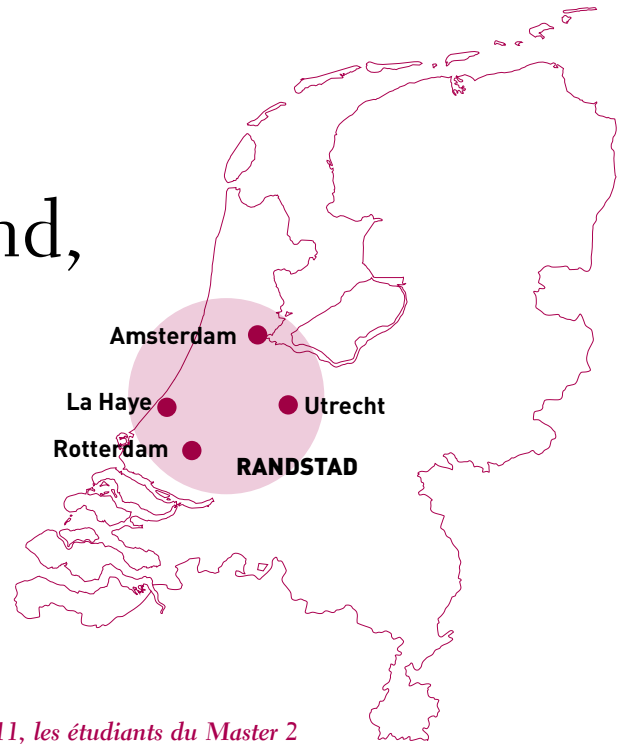 nd,
Amsterdam
La Haye
Utrecht
Rotterdam
RANDSTAD
11, les étudiants du Master 2